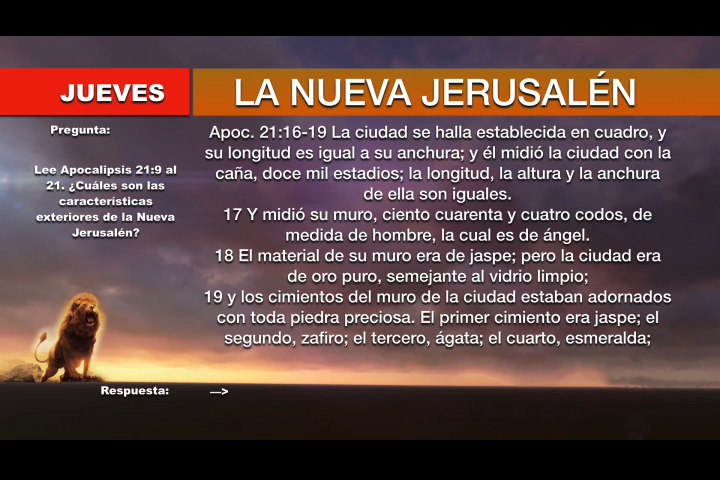 JUEVES
LA NUEVA JERUSALÉN
Pregunta:
Lee Apocalipsis 21:9 al
21. ¿Cuáles son las
características
exteriores de la Nueva
Jerusalén?
Apoc. 21:16-19 La ciudad se halla establecida en cuadro, y
su longitud es igual a su anchura; y él midió la ciudad con la
caña, doce mil estadios; la longitud, la altura y la anchura
de ella son iguales.
17 Y midió su muro, ciento cuarenta y cuatro codos, de
medida de hombre, la cual es de ángel.
18 El material de su muro era de jaspe; pero la ciudad era
de oro puro, semejante al vidrio limpio;
19 y los cimientos del muro de la ciudad estaban adornados
con toda piedra preciosa. El primer cimiento era jaspe; el
segundo, zafiro; el tercero, ágata; el cuarto, esmeralda;
Respuesta: —>